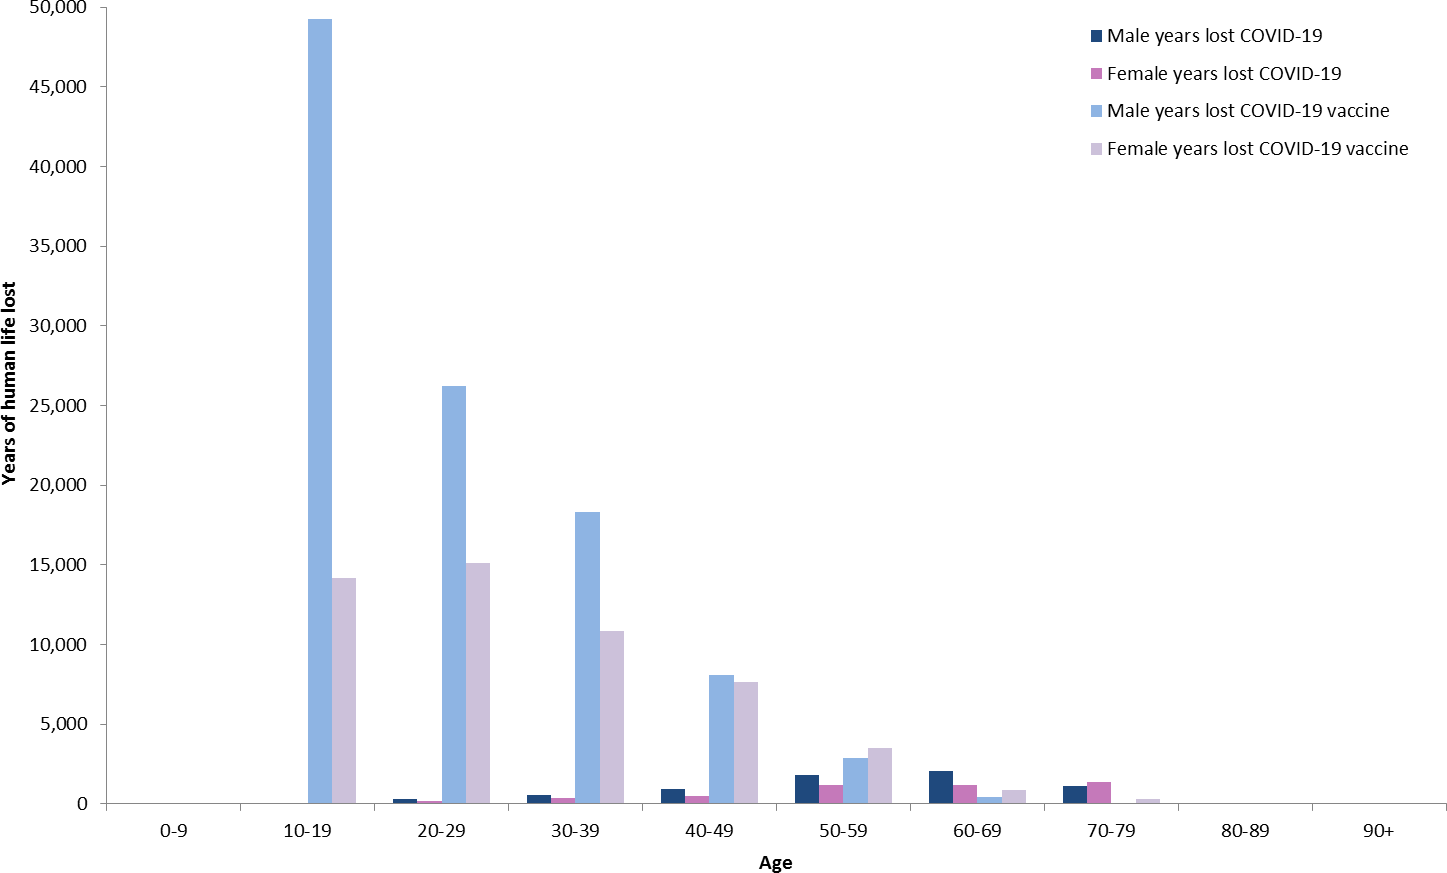 50,000
45,000
40,000
35,000
30,000
25,000
20,000
15,000
10,000
5,000
0
Years of human life lost
Male years lost COVID-19
Female years lost COVID-19
Male years lost COVID-19 vaccine
Female years lost COVID-19 vaccine
0-9 10-19 20-29 30-39 40-49 50-59 60-69 70-79 80-89 90+
Age